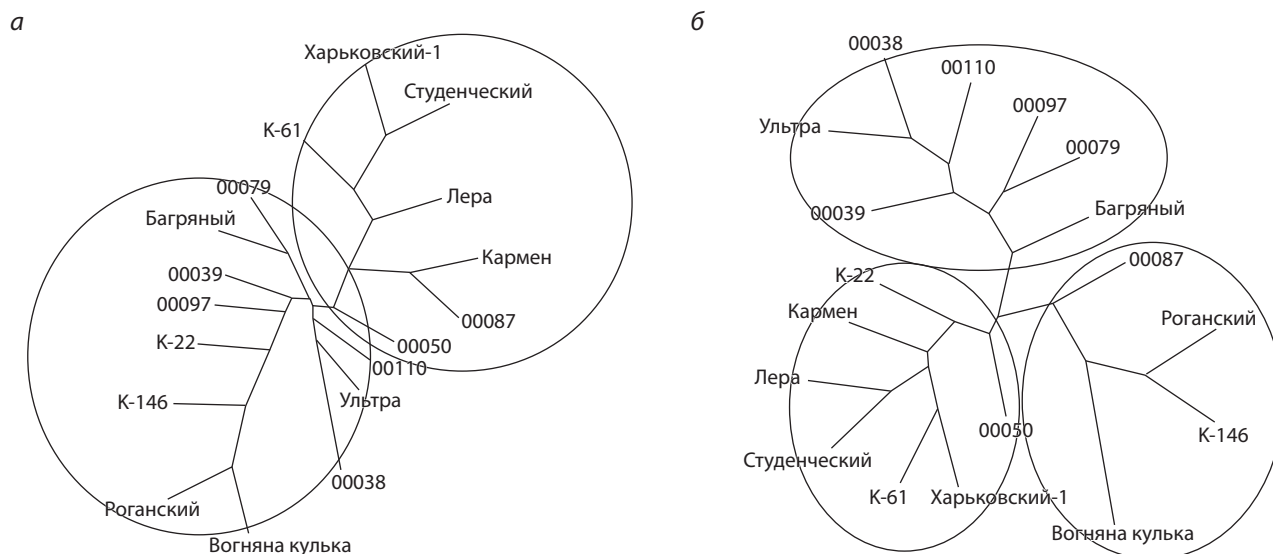 а
Харьковский-1
Студенческий
К-61
00079
Лера
Багряный
Кармен
00039
00097
00087
К-22
00050
00110
Ультра
К-146
00038
Роганский
Вогняна кулька
б
00038
00110
00097
Ультра
00079
00039
Багряный
00087
К-22
Кармен
Роганский
Лера
00050
К-146
Студенческий
К-61
Харьковский-1
Вогняна кулька